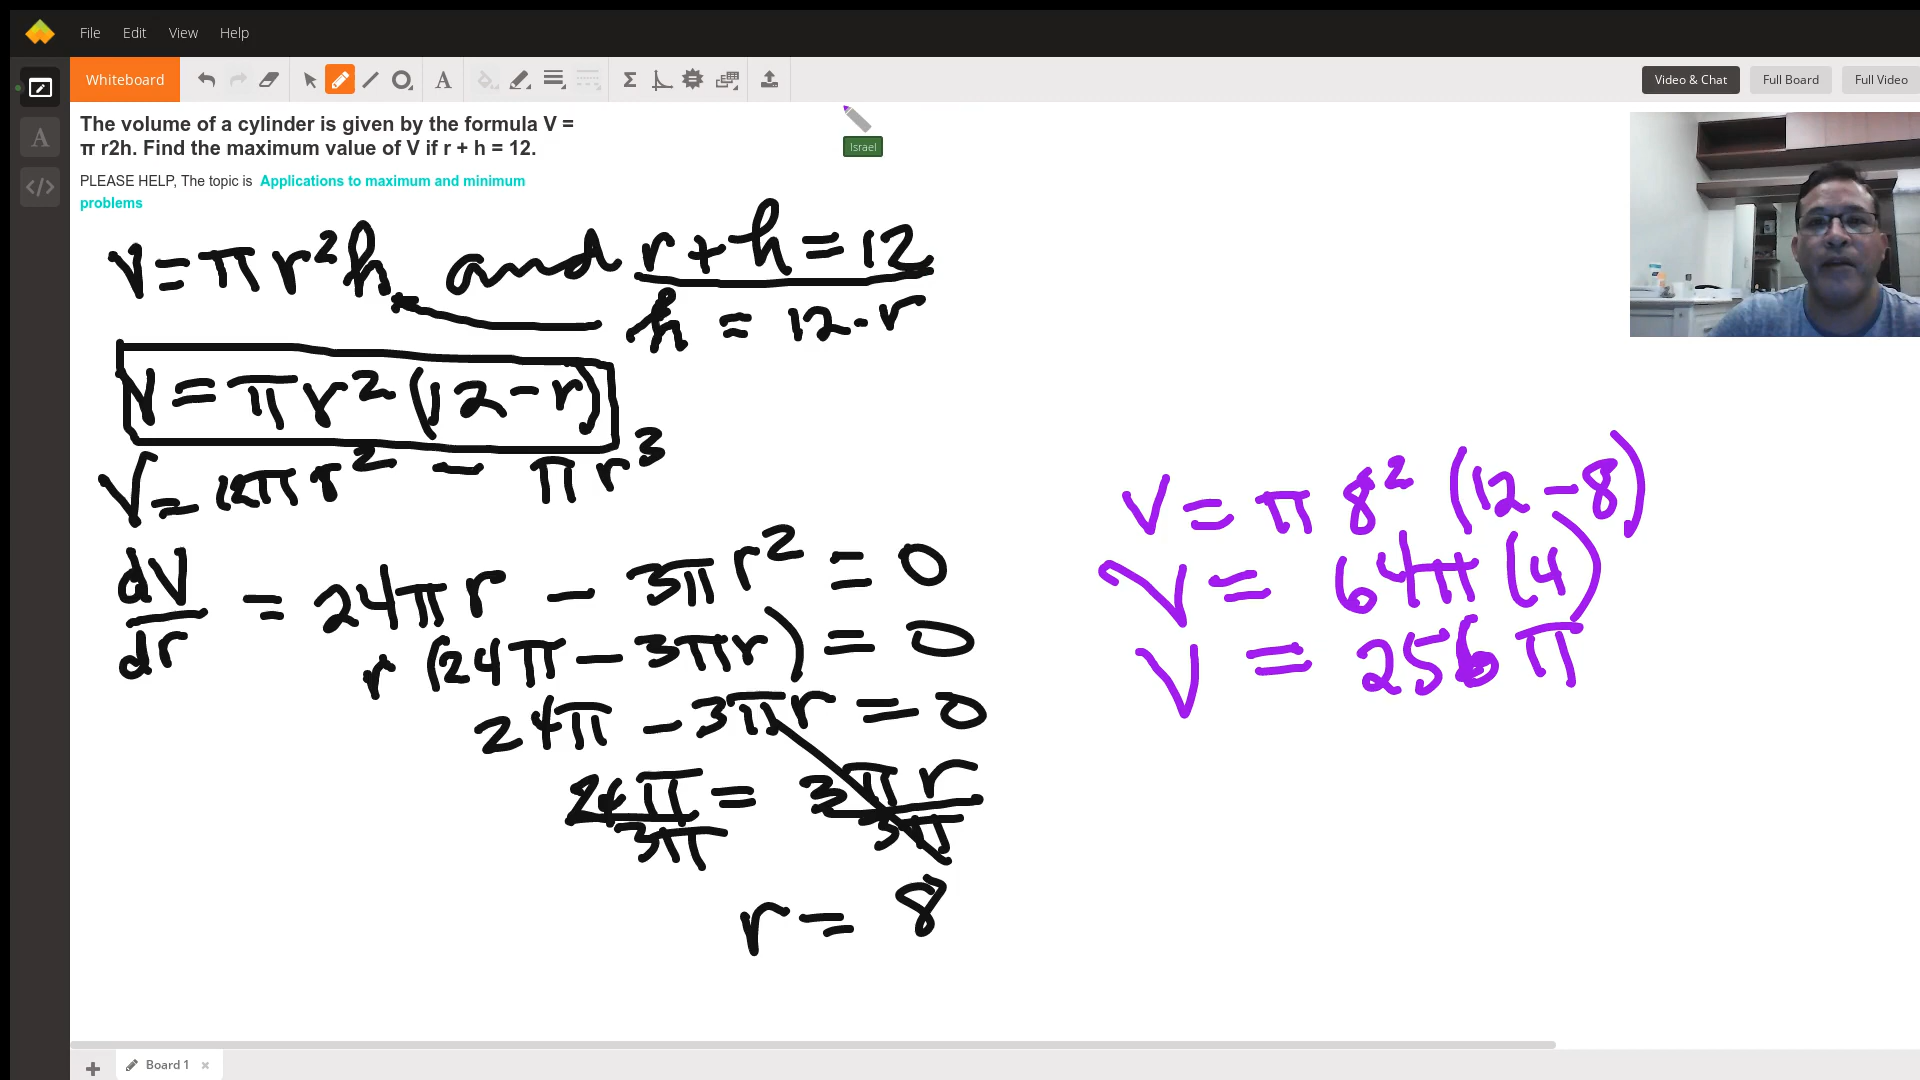 File Edit View Help
Whiteboard
Video & Chat Full Board Full Video
The volume of a cylinder is given by the formula V =
π r2h. Find the maximum value of V if r + h = 12.
Israel
PLEASE HELP, The topic is Applications to maximum and minimum
problems
V = π r²h and r + h = 12
h = 12 - r
V = πr² (12 - r)
V = 12πr² - πr³
dV/dr = 24πr - 3πr² = 0
r (24π - 3πr) = 0
24π - 3πr = 0
24π/3π = 3πr/3π
r = 8
V = π 8² (12 - 8)
V = 64π (4)
V = 256 π
Board 1